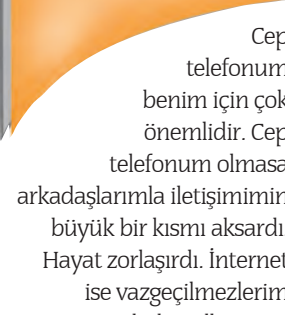 Cep
telefonum
benim için çok
önemlidir. Cep
telefonum olmasa
arkadaşlarımla iletişimimin
büyük bir kısmı aksardı.
Hayat zorlaşırdı. İnternet
ise vazgeçilmezlerim